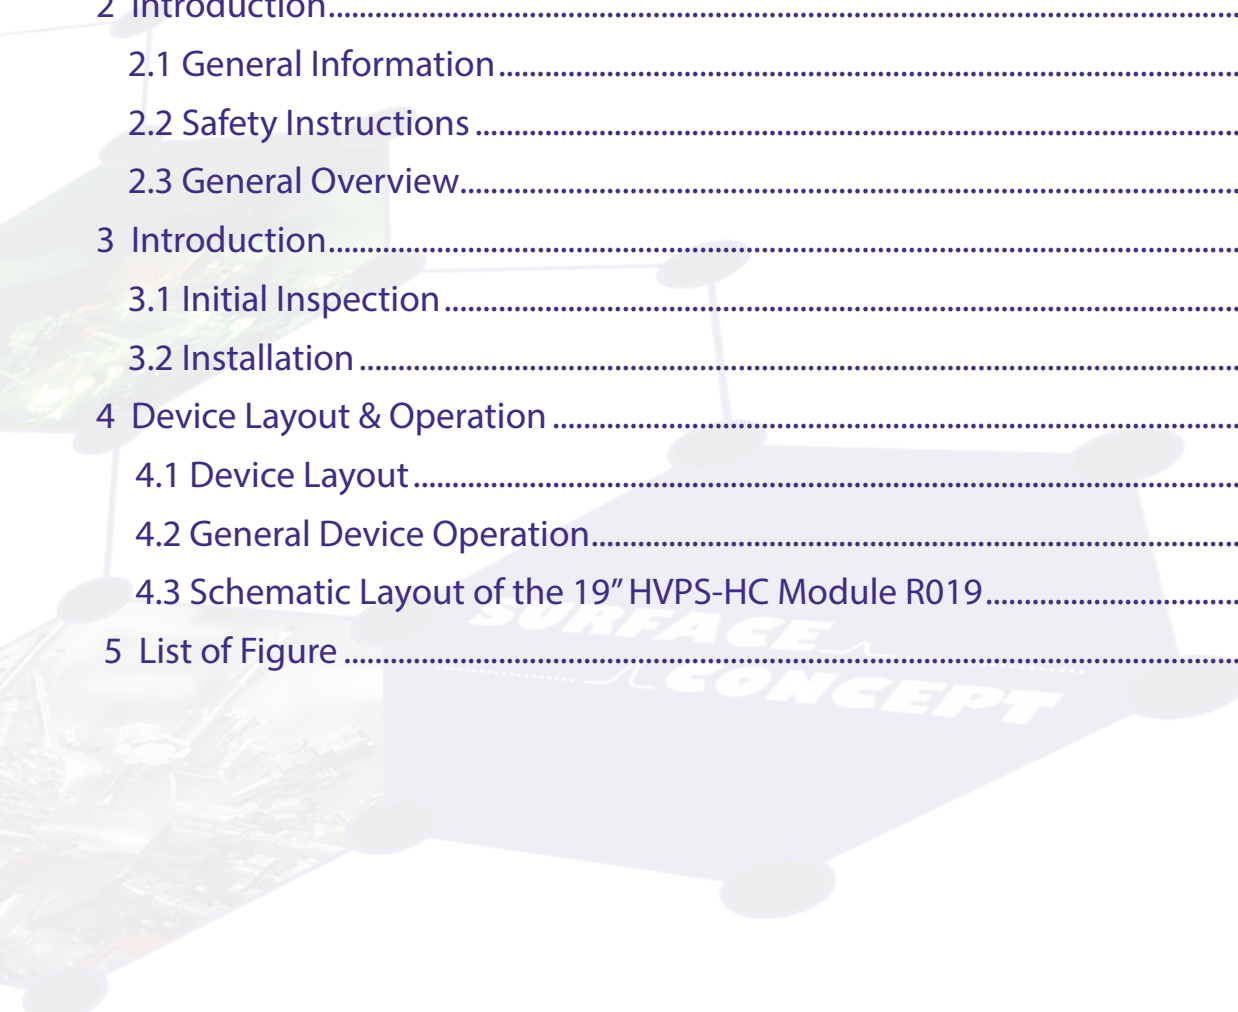 2 Introduction..........
2.1 General Information..........
2.2 Safety Instructions..........
2.3 General Overview..........
3 Introduction..........
3.1 Initial Inspection..........
3.2 Installation..........
4 Device Layout & Operation..........
4.1 Device Layout..........
4.2 General Device Operation..........
4.3 Schematic Layout of the 19” HVPS-HC Module R019..........
5 List of Figure..........
SURFACE
CONCEPT